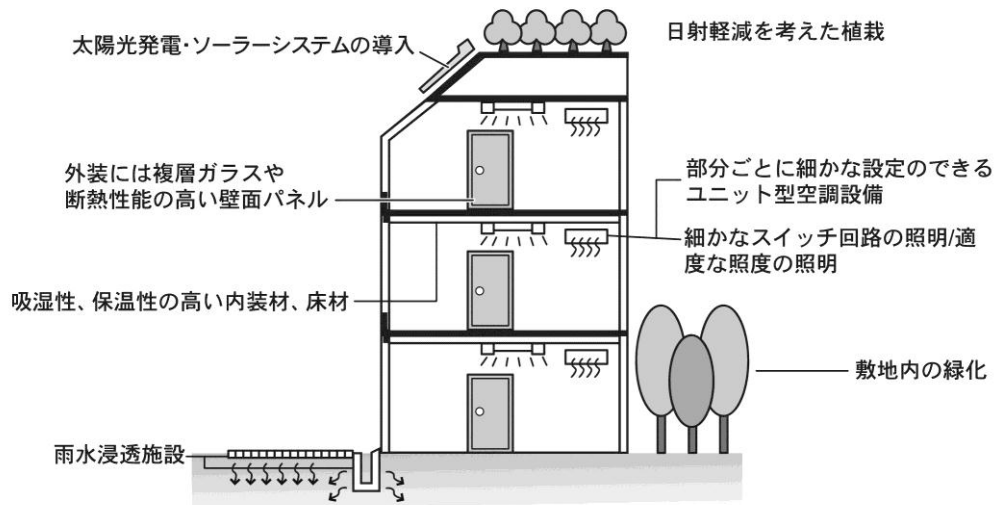 太陽光発電・ソーラーシステムの導入
日射軽減を考えた植栽
外装には複層ガラスや
断熱性能の高い壁面パネル
部分ごとに細かな設定のできる
ユニット型空調設備
細かなスイッチ回路の照明/適
度な照度の照明
吸湿性、保温性の高い内装材、床材
敷地内の緑化
雨水浸透施設